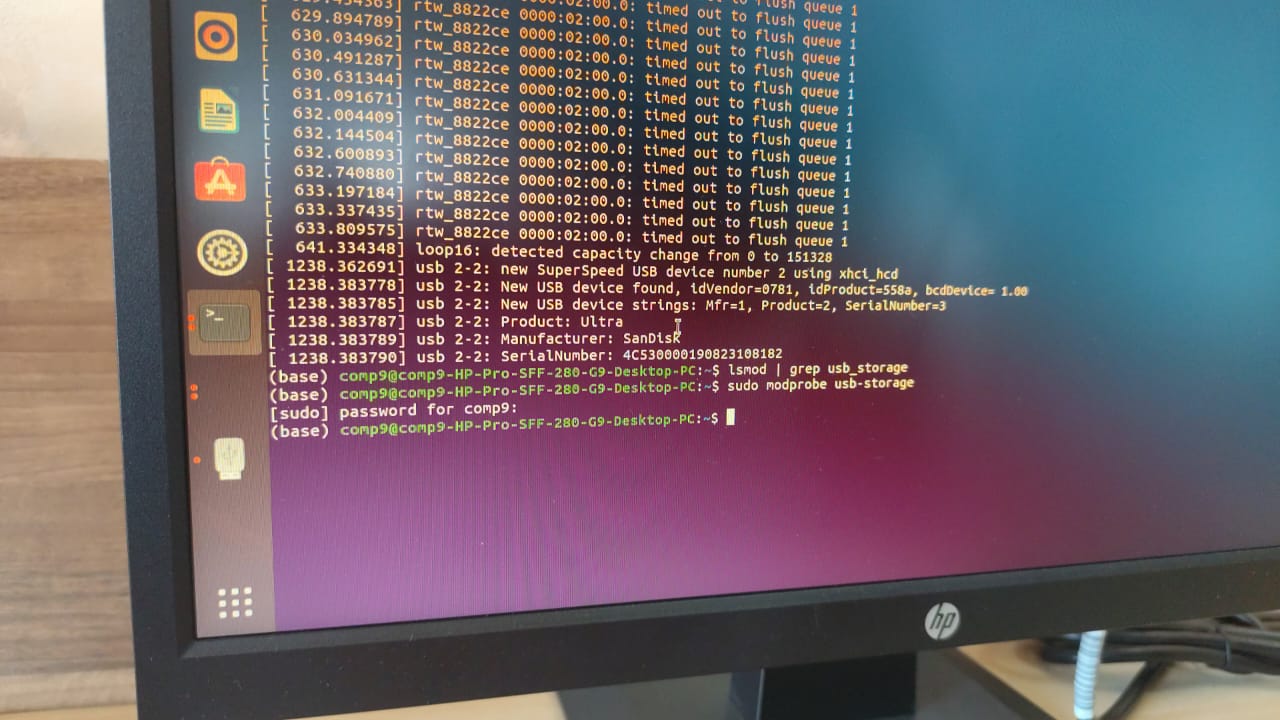 629.434363] rtw_8822ce 0000:02:00.0: timed out to flush queue 1
[ 629.894789] rtw_8822ce 0000:02:00.0: timed out to flush queue 1
[ 630.034962] rtw_8822ce 0000:02:00.0: timed out to flush queue 1
[ 630.491287] rtw_8822ce 0000:02:00.0: timed out to flush queue 1
[ 630.631344] rtw_8822ce 0000:02:00.0: timed out to flush queue 1
[ 631.091671] rtw_8822ce 0000:02:00.0: timed out to flush queue 1
[ 632.004409] rtw_8822ce 0000:02:00.0: timed out to flush queue 1
[ 632.144504] rtw_8822ce 0000:02:00.0: timed out to flush queue 1
[ 632.600893] rtw_8822ce 0000:02:00.0: timed out to flush queue 1
[ 632.740880] rtw_8822ce 0000:02:00.0: timed out to flush queue 1
[ 633.197184] rtw_8822ce 0000:02:00.0: timed out to flush queue 1
[ 633.337435] rtw_8822ce 0000:02:00.0: timed out to flush queue 1
[ 633.809575] rtw_8822ce 0000:02:00.0: timed out to flush queue 1
[ 641.334348] loop16: detected capacity change from 0 to 151328
[ 1238.362691] usb 2-2: new SuperSpeed USB device number 2 using xhci_hcd
[ 1238.383778] usb 2-2: New USB device found, idVendor=0781, idProduct=558a, bcdDevice= 1.00
[ 1238.383785] usb 2-2: New USB device strings: Mfr=1, Product=2, SerialNumber=3
[ 1238.383787] usb 2-2: Product: Ultra
[ 1238.383789] usb 2-2: Manufacturer: SanDisk
[ 1238.383790] usb 2-2: SerialNumber: 4C530000190823108182
(base) comp9@comp9-HP-Pro-SFF-280-G9-Desktop-PC:~$ lsmod | grep usb_storage
(base) comp9@comp9-HP-Pro-SFF-280-G9-Desktop-PC:~$ sudo modprobe usb-storage
[sudo] password for comp9:
(base) comp9@comp9-HP-Pro-SFF-280-G9-Desktop-PC:~$
hp